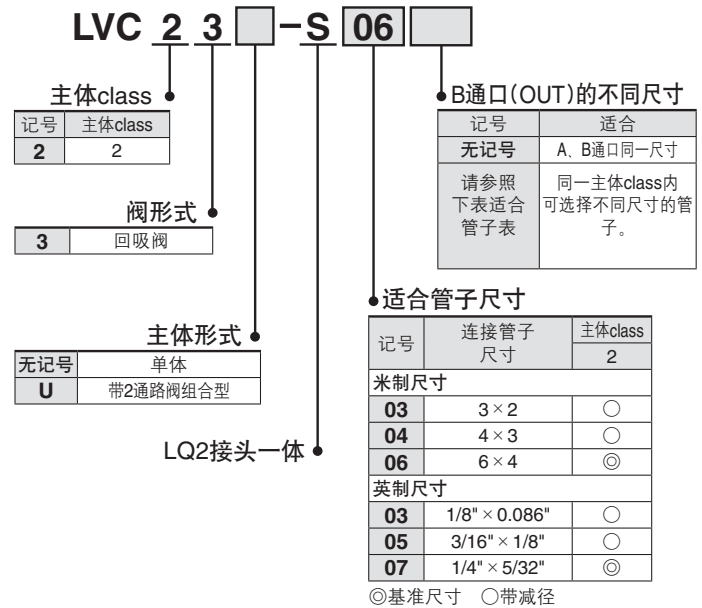 LVC 2 3 □ -S 06 □
主体class
记号 主体class
2 2
阀形式
3 回吸阀
主体形式
无记号 单体
U 带2通路阀组合型
LQ2接头一体
B通口(OUT)的不同尺寸
记号 适合
无记号 A、B通口同一尺寸
请参照
下表适合
管子表
同一主体class内
可选择不同尺寸的管
子。
适合管子尺寸
记号 连接管子
尺寸
主体class
2
米制尺寸
03 3×2 ○
04 4×3 ○
06 6×4 ◎
英制尺寸
03 1/8"×0.086" ○
05 3/16"×1/8" ○
07 1/4"×5/32" ◎
◎基准尺寸 ○带减径